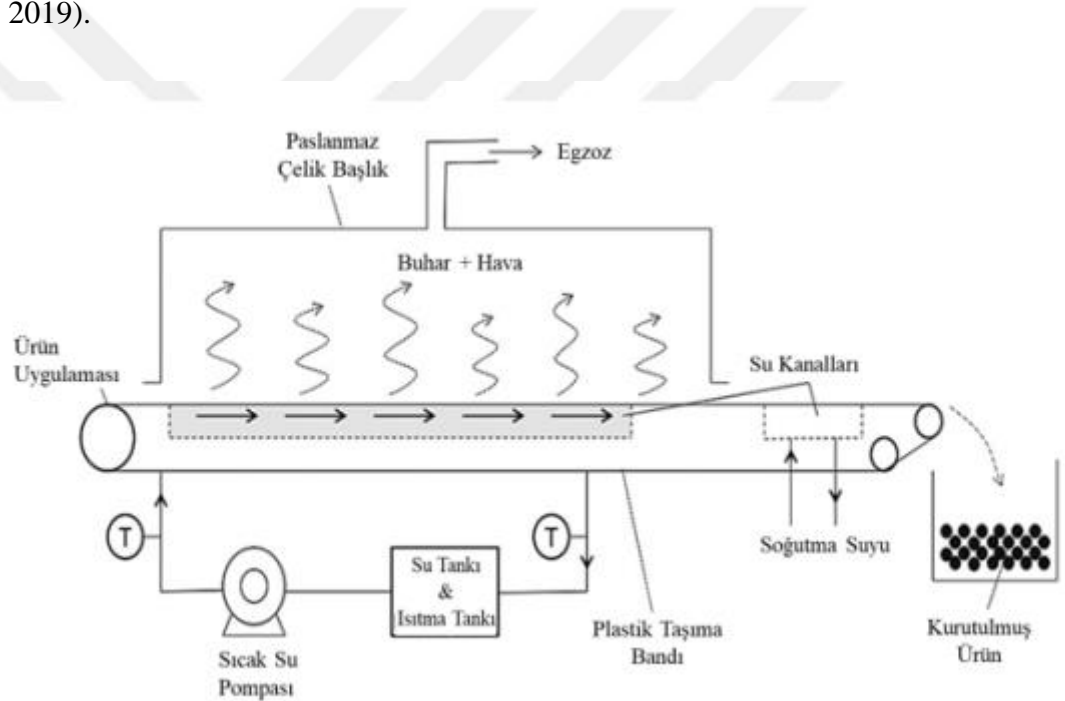 2019).
Paslanmaz
Çelik Başlık
Egzoz
Buhar + Hava
Ürün
Uygulaması
Su Kanalları
T
T
Su Tankı
&
Isıtma Tankı
Soğutma Suyu
Sıcak Su
Pompası
Plastik Taşıma
Bandı
Kurutulmuş
Ürün